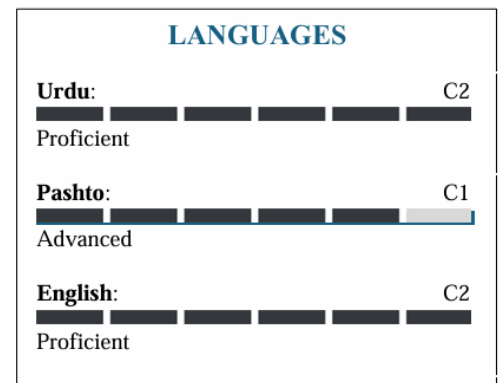 LANGUAGES
Urdu: C2
Proficient
Pashto: C1
Advanced
English: C2
Proficient